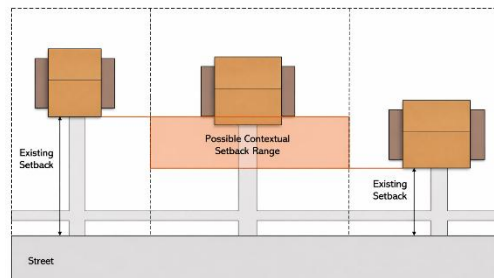 Possible Contextual
Setback Range
Existing
Setback
Existing
Setback
Street